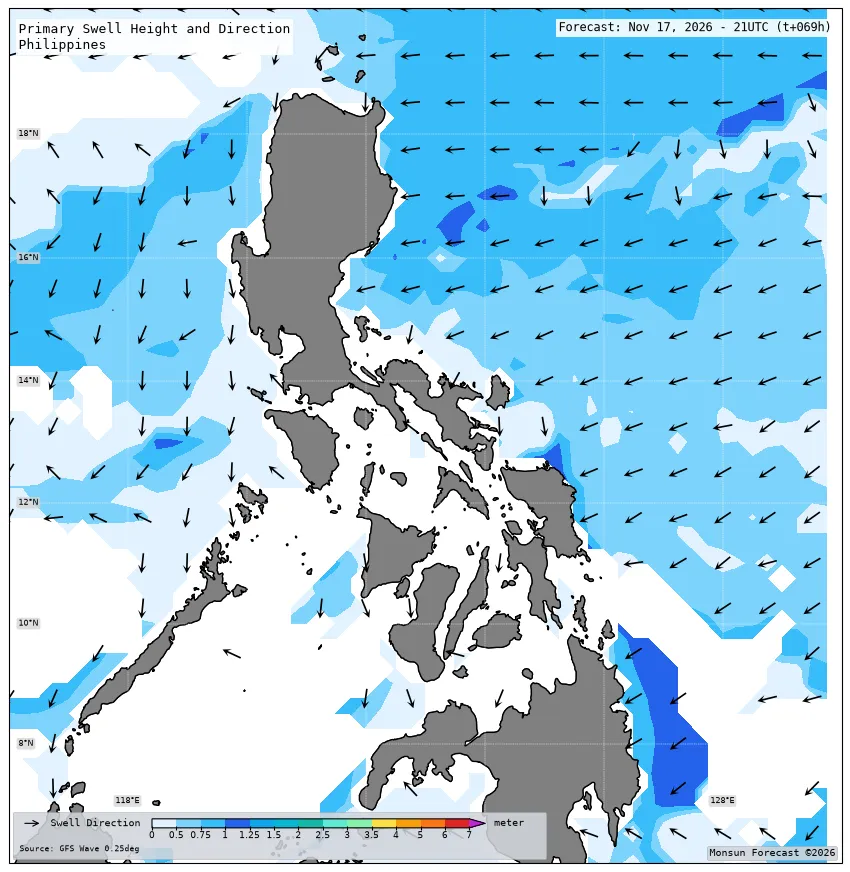 Primary Swell Height and Direction
Philippines
Forecast: Nov 17, 2026 - 21UTC (t+069h)
18°N
16°N
14°N
12°N
10°N
8°N
118°E
128°E
Swell Direction
0 0.5 0.75 1 1.25 1.5 2 2.5 3 3.5 4 5 6 7
meter
Source: GFS Wave 0.25deg
Monsun Forecast ©2026